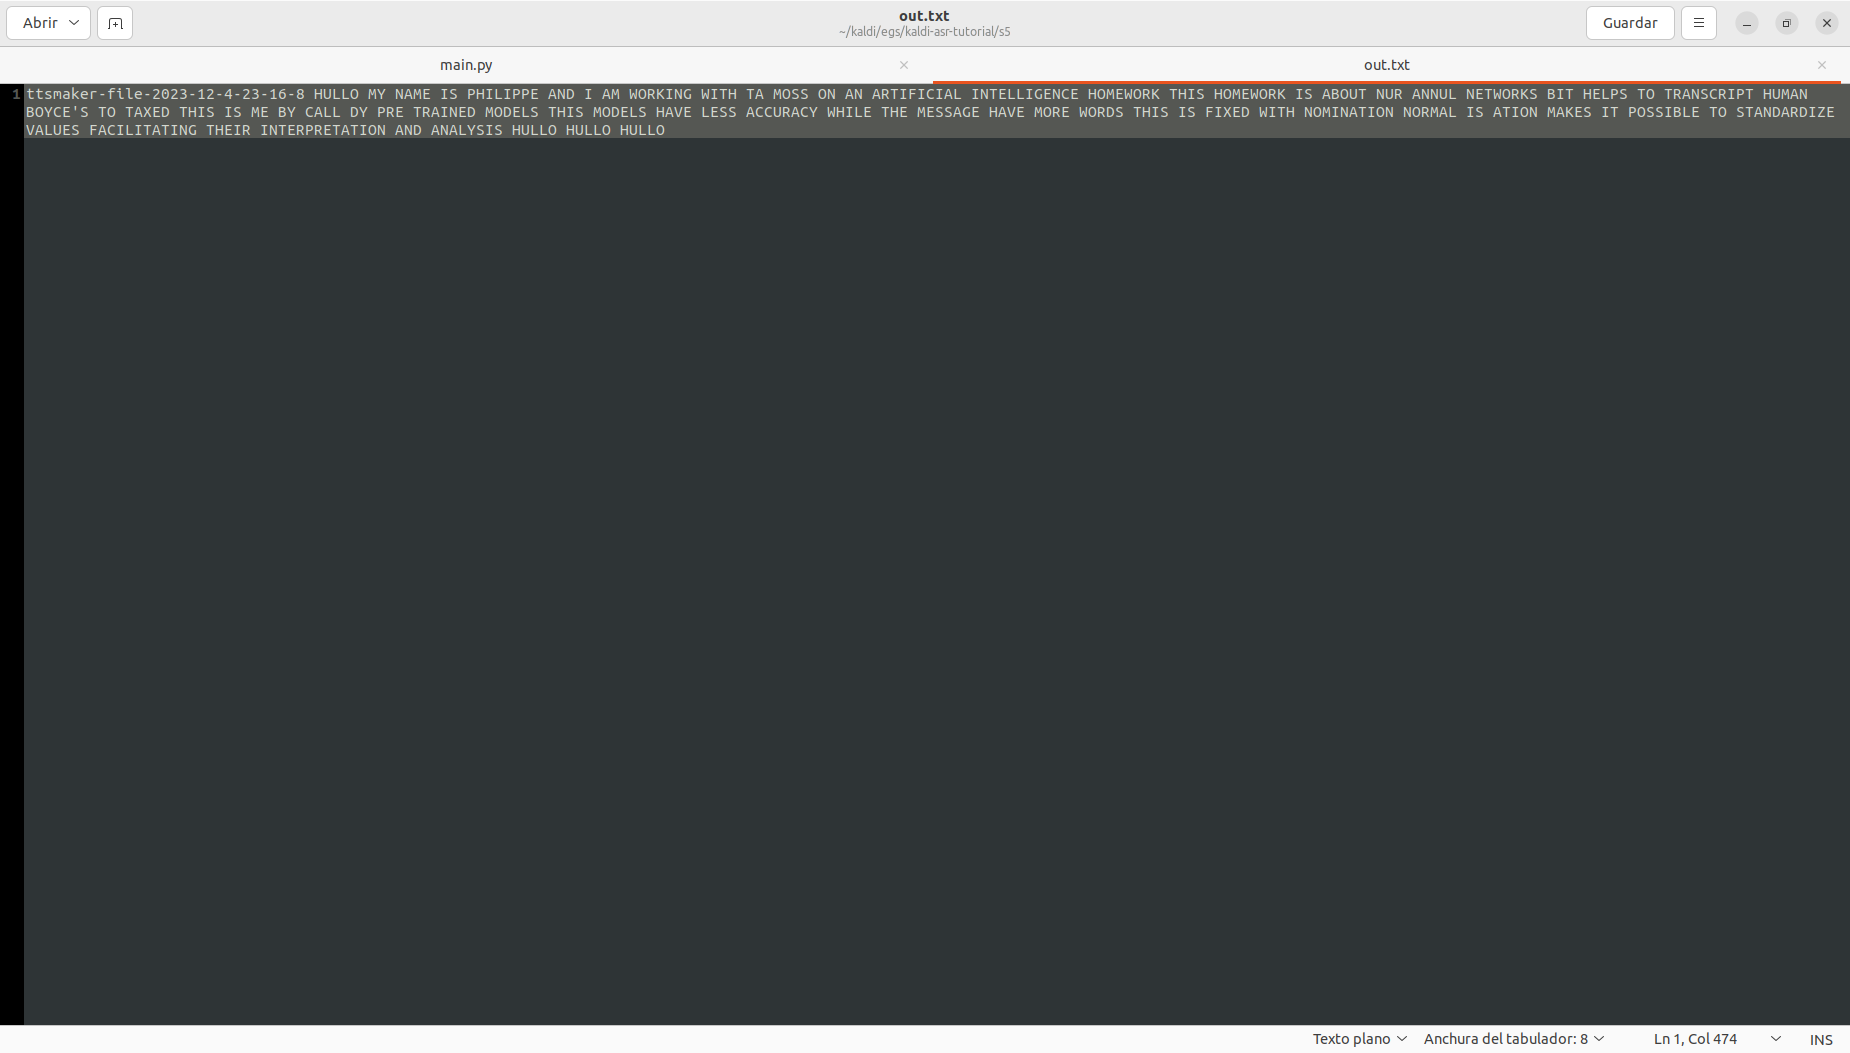 Abrir
out.txt
~/kaldi/egs/kaldi-asr-tutorial/s5
Guardar
main.py
out.txt
1 ttsmaker-file-2023-12-4-23-16-8 HULLO MY NAME IS PHILIPPE AND I AM WORKING WITH TA MOSS ON AN ARTIFICIAL INTELLIGENCE HOMEWORK THIS HOMEWORK IS ABOUT NUR ANNUL NETWORKS BIT HELPS TO TRANSCRIPT HUMAN
BOYCE'S TO TAXED THIS IS ME BY CALL DY PRE TRAINED MODELS THIS MODELS HAVE LESS ACCURACY WHILE THE MESSAGE HAVE MORE WORDS THIS IS FIXED WITH NOMINATION NORMAL IS ATION MAKES IT POSSIBLE TO STANDARDIZE
VALUES FACILITATING THEIR INTERPRETATION AND ANALYSIS HULLO HULLO HULLO
Texto plano
Anchura del tabulador: 8
Ln 1, Col 474
INS